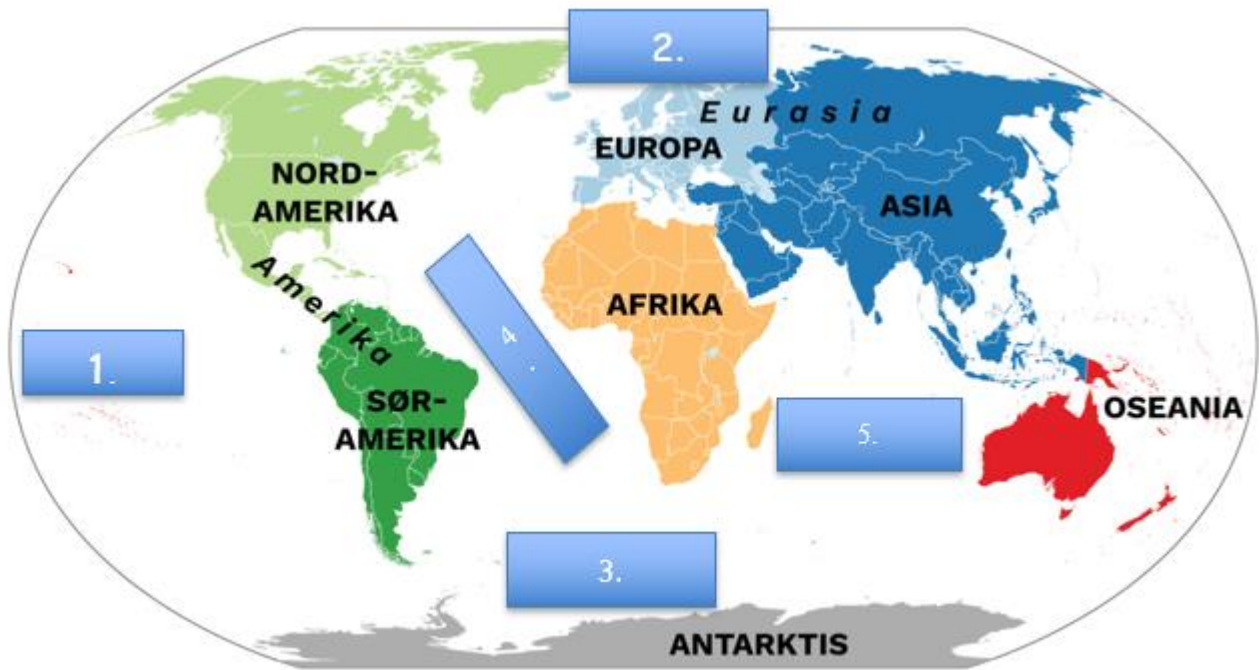 2.
Eurasia
EUROPA
NORD-
AMERIKA
ASIA
Amerika
4.
AFRIKA
1.
SØR-
AMERIKA
OSEANIA
5.
3.
ANTARKTIS